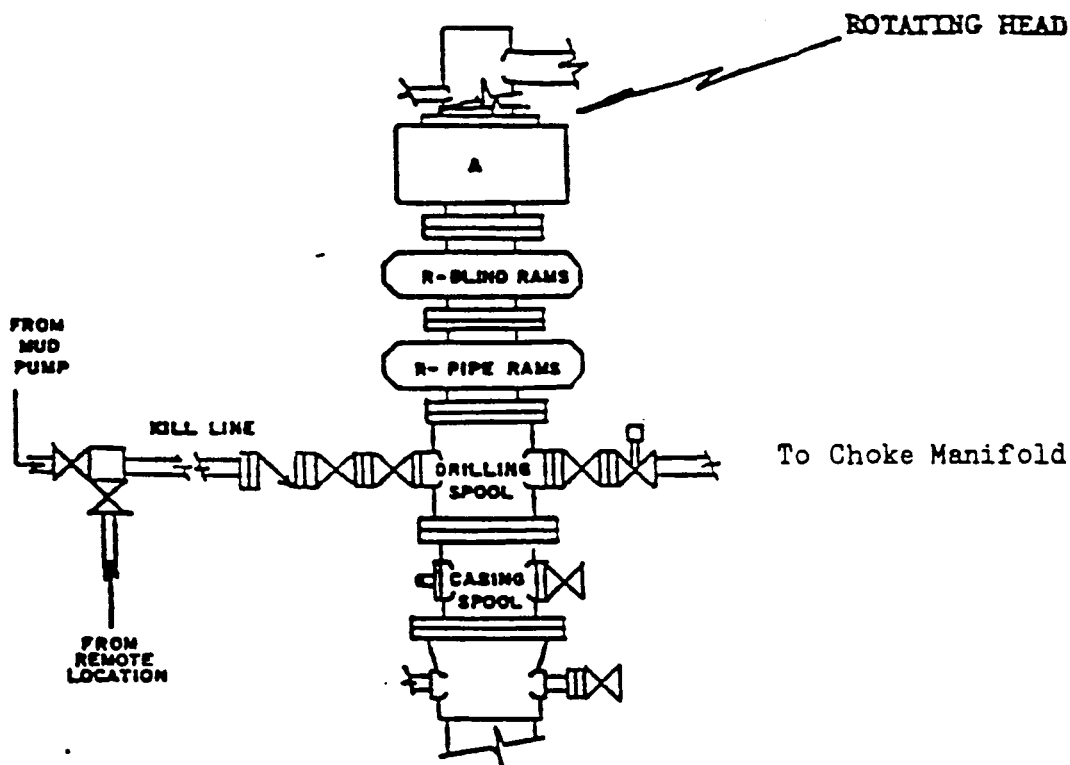 ROTATING HEAD
A
R-BLIND RAMS
R- PIPE RAMS
FROM
MUD
PUMP
KILL LINE
DRILLING
SPOOL
To Choke Manifold
CASING
SPOOL
FROM
REMOTE
LOCATION